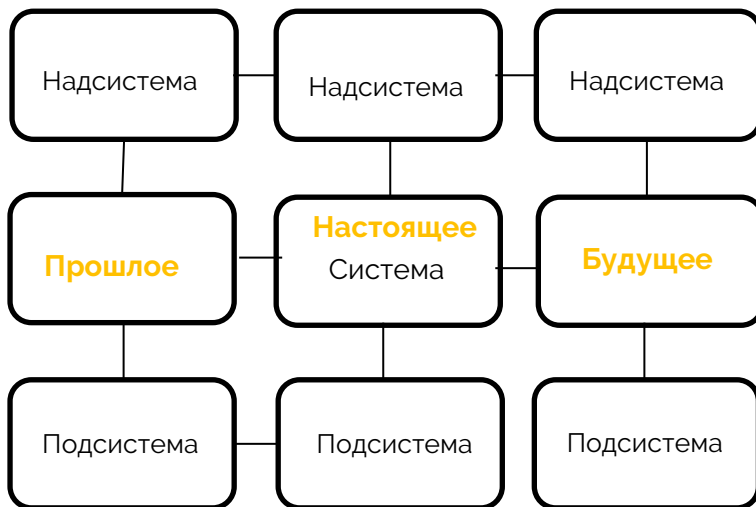 Надсистема
Надсистема
Надсистема
Прошлое
Настоящее
Система
Будущее
Подсистема
Подсистема
Подсистема